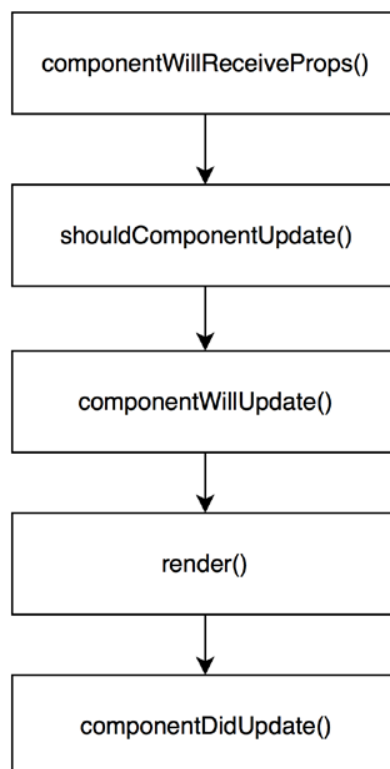 componentWillReceiveProps()
shouldComponentUpdate()
componentWillUpdate()
render()
componentDidUpdate()